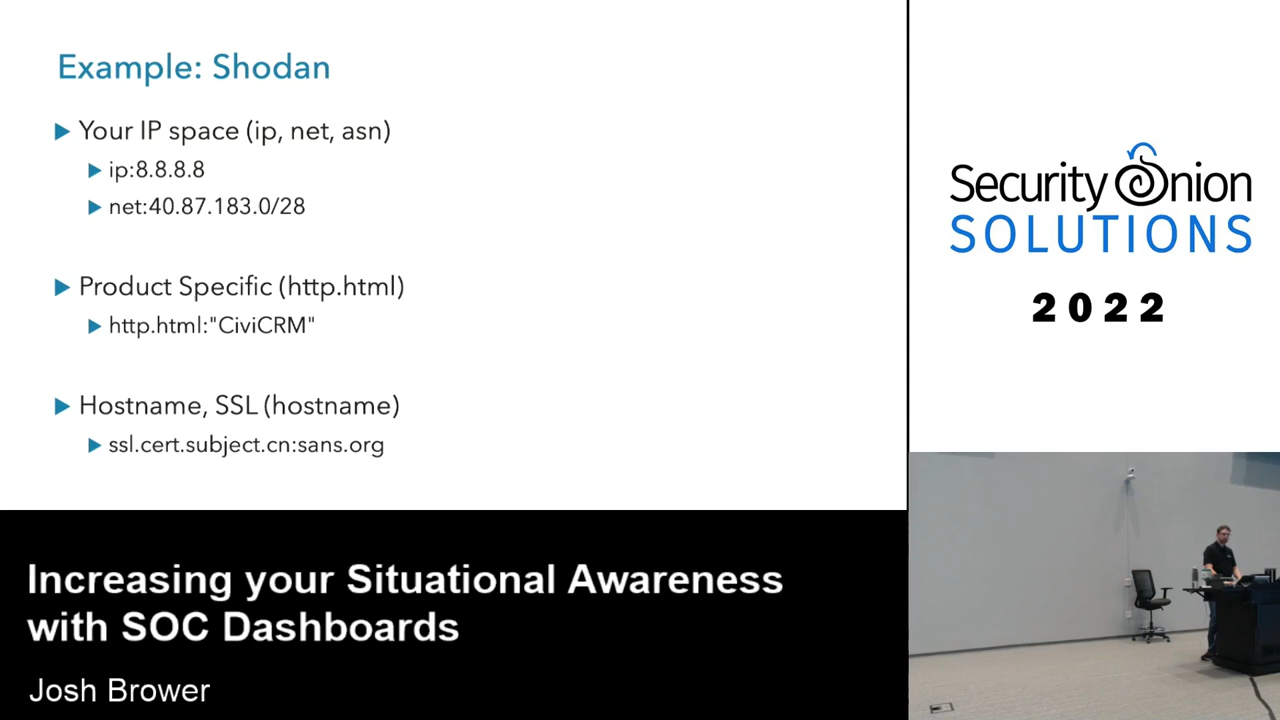 Example: Shodan
Your IP space (ip, net, asn)
ip:8.8.8.8
net:40.87.183.0/28
Product Specific (http.html)
http.html:"CiviCRM"
Hostname, SSL (hostname)
ssl.cert.subject.cn:sans.org
Security Onion
SOLUTIONS
2022
Increasing your Situational Awareness
with SOC Dashboards
Josh Brower